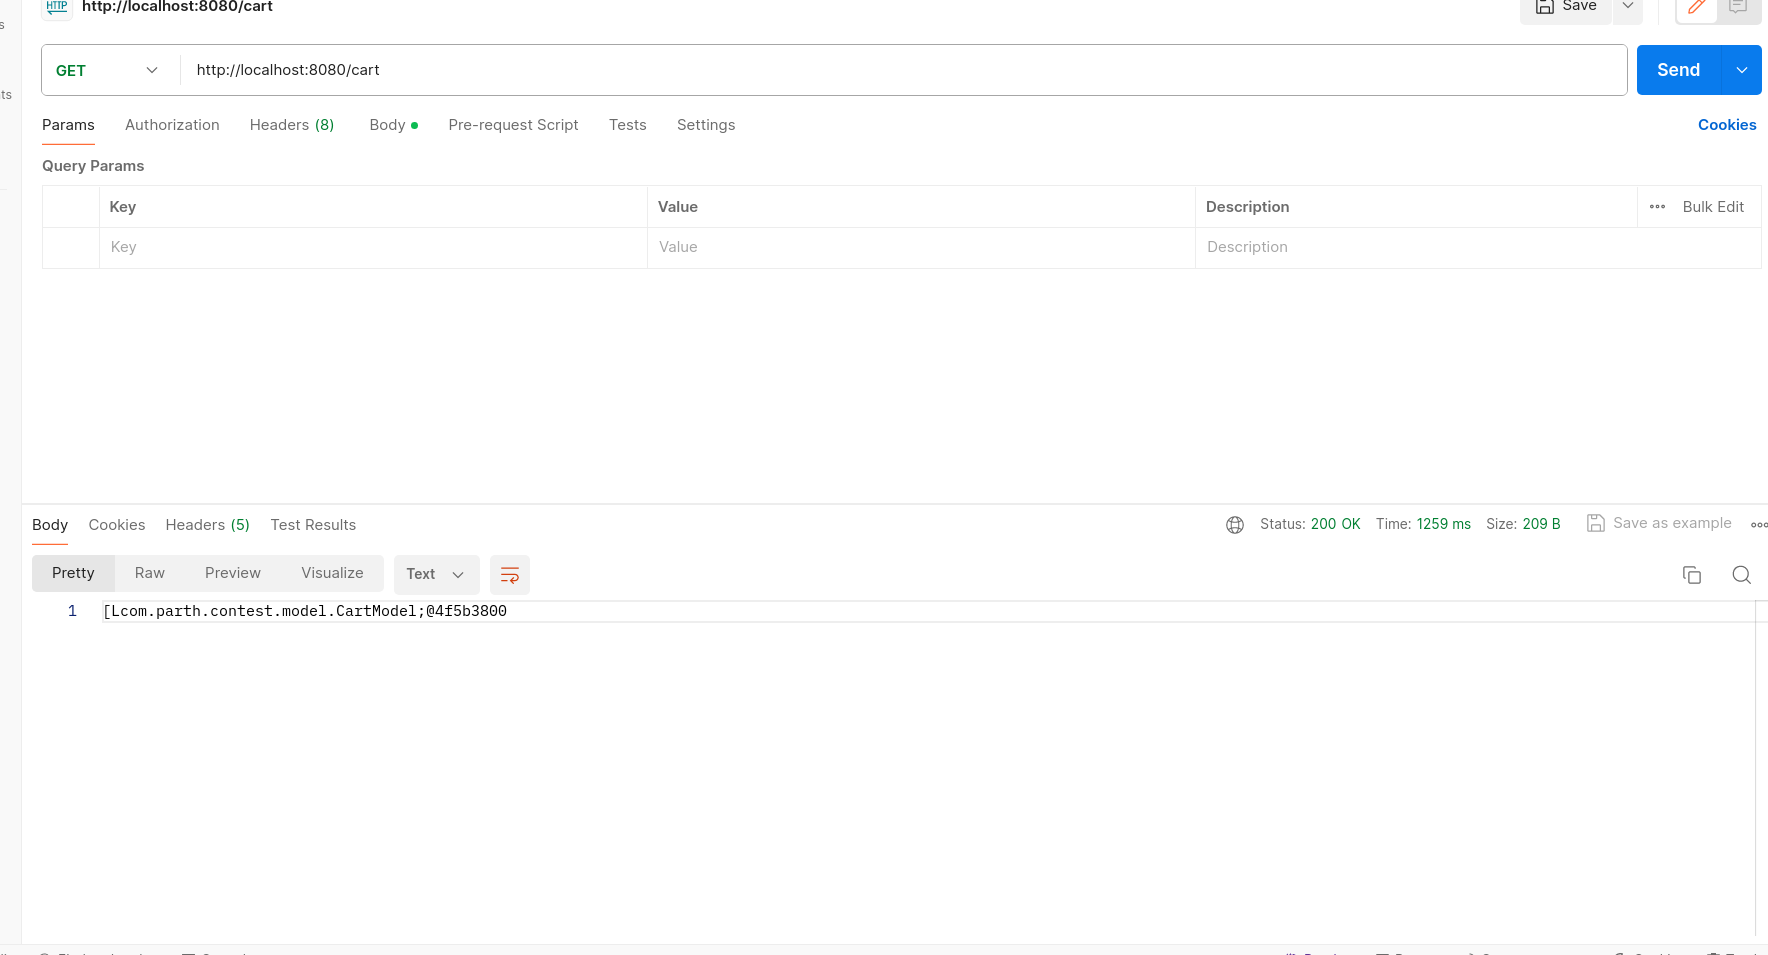 HTTP http://localhost:8080/cart Save
GET http://localhost:8080/cart Send
ts
Params Authorization Headers (8) Body Pre-request Script Tests Settings Cookies
Query Params
Key Value Description Bulk Edit
Key Value Description
Body Cookies Headers (5) Test Results Status: 200 OK Time: 1259 ms Size: 209 B Save as example
Pretty Raw Preview Visualize Text
1 [Lcom.parth.contest.model.CartModel;@4f5b3800